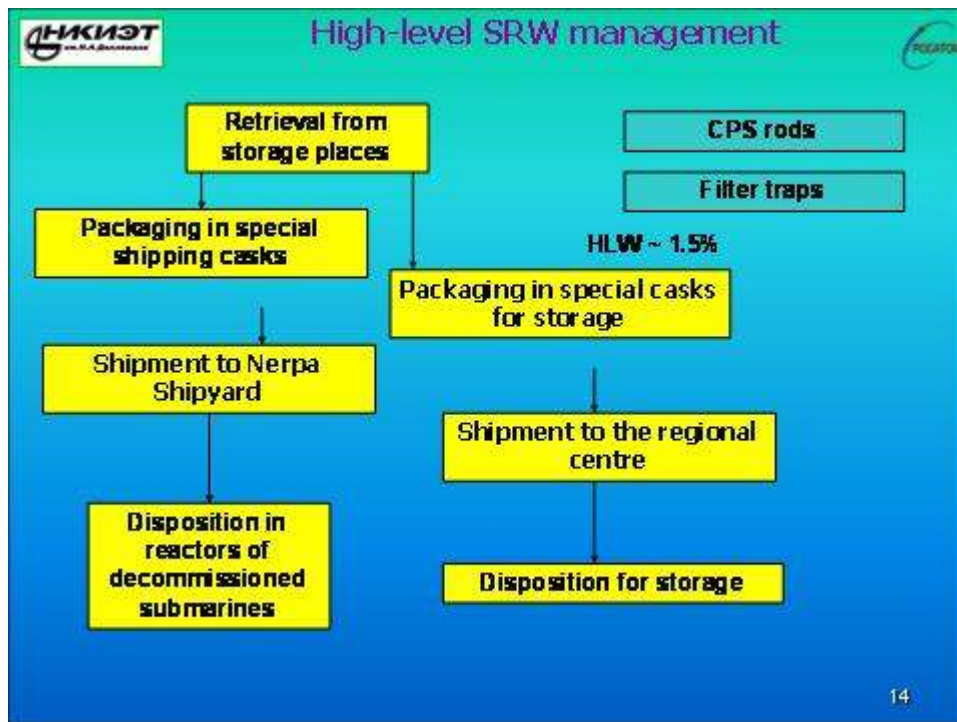 НИКИЭТ
High-level SRW management
Retrieval from
storage places
CPS rods
Filter traps
Packaging in special
shipping casks
HLW ~ 1.5%
Packaging in special casks
for storage
Shipment to Nerpa
Shipyard
Shipment to the regional
centre
Disposition in
reactors of
decommissioned
submarines
Disposition for storage
14